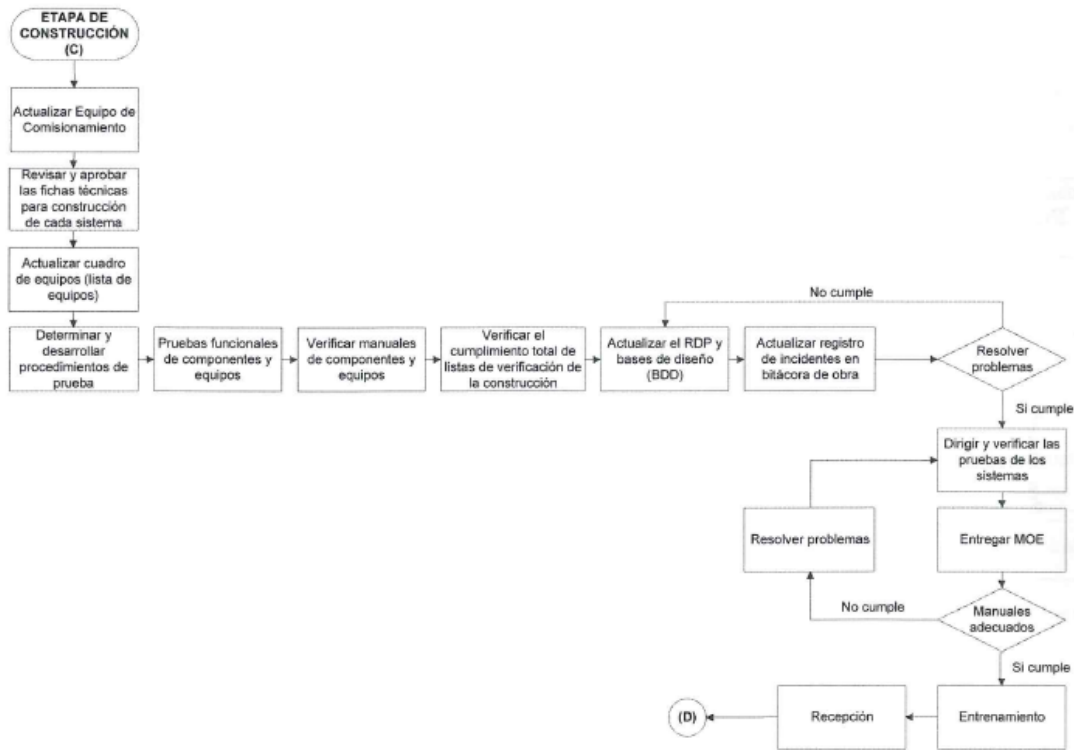 ETAPA DE
CONSTRUCCIÓN
(C)
Actualizar Equipo de
Comisionamiento
Revisar y aprobar
las fichas técnicas
para construcción
de cada sistema
Actualizar cuadro
de equipos (lista de
equipos)
Determinar y
desarrollar
procedimientos de
prueba
Pruebas funcionales
de componentes y
equipos
Verificar manuales
de componentes y
equipos
Verificar el
cumplimiento total de
listas de verificación de
la construcción
Actualizar el RDP y
bases de diseño
(BDD)
Actualizar registro
de incidentes en
bitácora de obra
No cumple
Resolver
problemas
Si cumple
Dirigir y verificar las
pruebas de los
sistemas
Resolver problemas
Entregar MOE
No cumple
Manuales
adecuados
Si cumple
Entrenamiento
Recepción
(D)